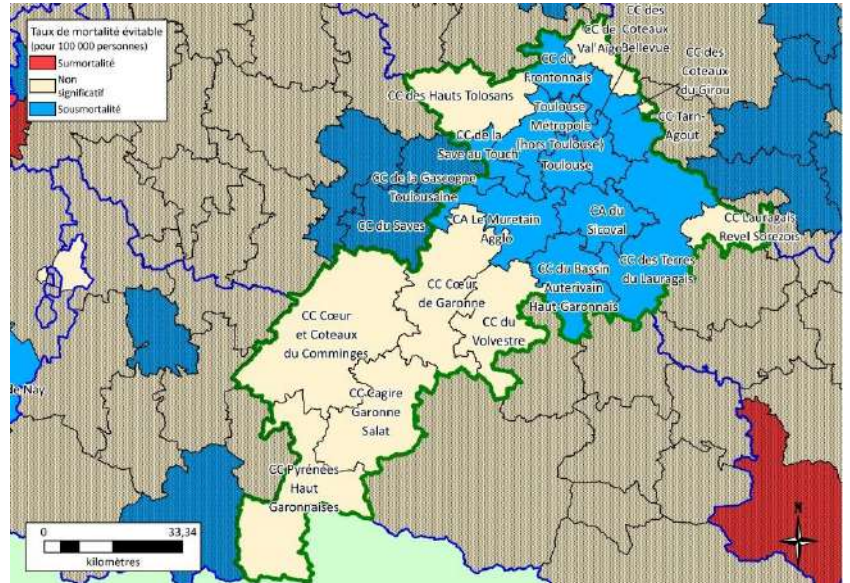 Taux de mortalité évitable
(pour 100 000 personnes)
Surmortalité
Non
significatif
Sousmortalité
CC des
Coteaux
Bellevue
CC de
Val'Aïgo
CC du
Frontonnais
CC des
Coteaux
du Girou
CC des Hauts Tolosans
CC Tarn-
Agout
Toulouse
Métropole
(hors Toulouse)
Toulouse
CC de la
Save au Touch
CC de la Gascogne
Toulousaine
CC du Saves
CA Le Muretain
Agglo
CA du
Sicoval
CC Lauragais
Revel Sorezois
CC des Terres
du Lauragais
CC du Bassin
Auterivain
Haut Garonnais
CC Cœur
de Garonne
CC Cœur
et Coteaux
du Comminges
CC du
Volvestre
de Nay
CC Cagire
Garonne
Salat
CC Pyrénées
Haut
Garonnaises
0 33,34
kilomètres
N